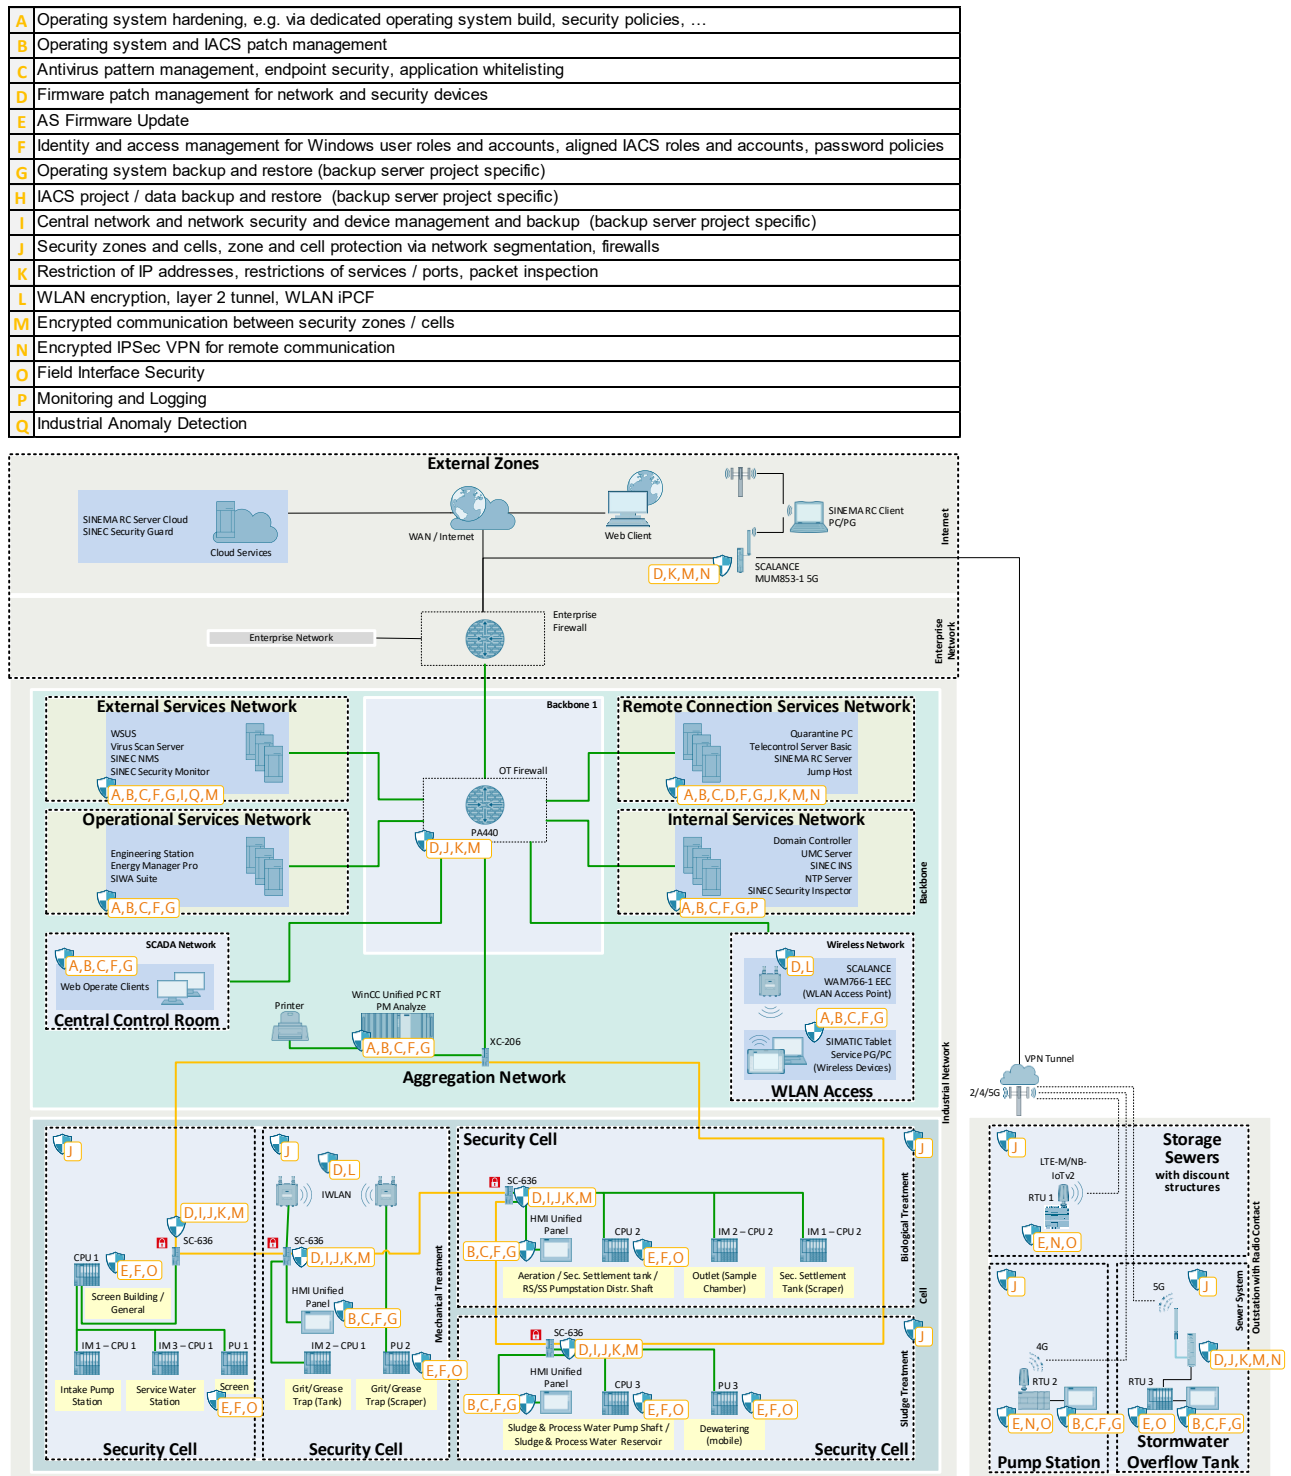 A Operating system hardening, e.g. via dedicated operating system build, security policies, …
B Operating system and IACS patch management
C Antivirus pattern management, endpoint security, application whitelisting
D Firmware patch management for network and security devices
E AS Firmware Update
F Identity and access management for Windows user roles and accounts, aligned IACS roles and accounts, password policies
G Operating system backup and restore (backup server project specific)
H IACS project / data backup and restore (backup server project specific)
I Central network and network security and device management and backup (backup server project specific)
J Security zones and cells, zone and cell protection via network segmentation, firewalls
K Restriction of IP addresses, restrictions of services / ports, packet inspection
L WLAN encryption, layer 2 tunnel, WLAN iPCF
M Encrypted communication between security zones / cells
N Encrypted IPSec VPN for remote communication
O Field Interface Security
P Monitoring and Logging
Q Industrial Anomaly Detection
External Zones
SINEMA RC Server Cloud
SINEC Security Guard
Cloud Services
WAN / Internet
Web Client
SINEMA RC Client
PC/PG
SCALANCE
MUM853-1 5G
D,K,M,N
Internet
Enterprise Network
Enterprise
Firewall
Enterprise
Network
External Services Network
WSUS
Virus Scan Server
SINEC NMS
SINEC Security Monitor
A,B,C,F,G,I,Q,M
Backbone 1
OT Firewall
PA440
D,J,K,M
Remote Connection Services Network
Quarantine PC
Telecontrol Server Basic
SINEMA RC Server
Jump Host
A,B,C,D,F,G,J,K,M,N
Operational Services Network
Engineering Station
Energy Manager Pro
SIWA Suite
A,B,C,F,G
Internal Services Network
Domain Controller
UMC Server
SINEC INS
NTP Server
SINEC Security Inspector
A,B,C,F,G,P
Backbone
SCADA Network
A,B,C,F,G
Web Operate Clients
Central Control Room
Printer
WinCC Unified PC RT
PM Analyze
A,B,C,F,G
XC-206
Aggregation Network
Wireless Network
D,L
SCALANCE
WAM766-1 EEC
(WLAN Access Point)
A,B,C,F,G
SIMATIC Tablet
Service PG/PC
(Wireless Devices)
WLAN Access
Industrial Network
VPN Tunnel
2/4/5G
J
D,I,J,K,M
SC-636
CPU 1
E,F,O
Screen Building /
General
IM 1 – CPU 1
IM 3 – CPU 1
PU 1
Intake Pump
Station
Service Water
Station
Screen
E,F,O
Security Cell
J
D,L
IWLAN
SC-636
D,I,J,K,M
HMI Unified
Panel
B,C,F,G
IM 2 – CPU 1
PU 2
E,F,O
Grit/Grease
Trap (Tank)
Grit/Grease
Trap (Scraper)
Security Cell
Mechanical Treatment
Security Cell
J
SC-636
D,I,J,K,M
HMI Unified
Panel
B,C,F,G
CPU 2
E,F,O
IM 2 – CPU 2
IM 1 – CPU 2
Aeration / Sec. Settlement tank /
RS/SS Pumpstation Distr. Shaft
Outlet (Sample
Chamber)
Sec. Settlement
Tank (Scraper)
Biological Treatment
Cell
J
SC-636
D,I,J,K,M
HMI Unified
Panel
B,C,F,G
CPU 3
E,F,O
PU 3
E,F,O
Sludge & Process Water Pump Shaft /
Sludge & Process Water Reservoir
Dewatering
(mobile)
Security Cell
Sludge Treatment
J
Storage
Sewers
with discount
structures
LTE-M/NB-
IoTv2
RTU 1
E,N,O
J
4G
RTU 2
E,N,O
B,C,F,G
Pump Station
J
5G
D,J,K,M,N
RTU 3
E,O
B,C,F,G
Stormwater
Overflow Tank
Sewer System
Outstation with Radio Contact